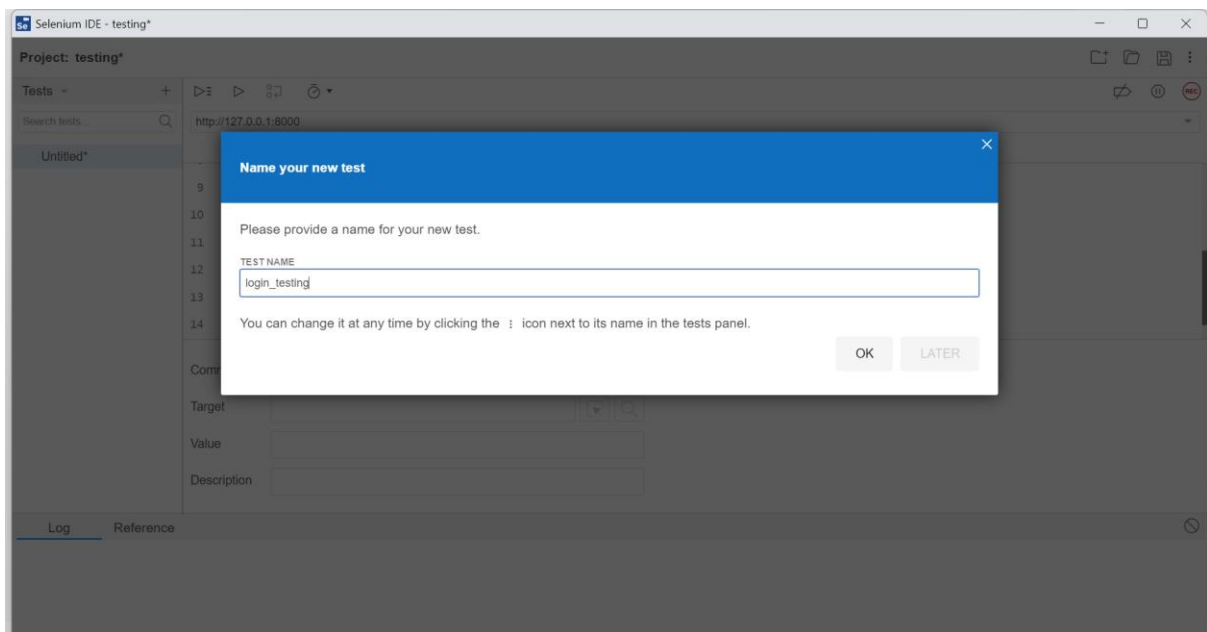 Selenium IDE - testing*
Project: testing*
Tests
Search tests...
http://127.0.0.1:8000
REC
Untitled*
9
10
11
12
13
14
Name your new test
Please provide a name for your new test.
TEST NAME
login_testing
You can change it at any time by clicking the ⋮ icon next to its name in the tests panel.
OK
LATER
Target
Value
Description
Log
Reference